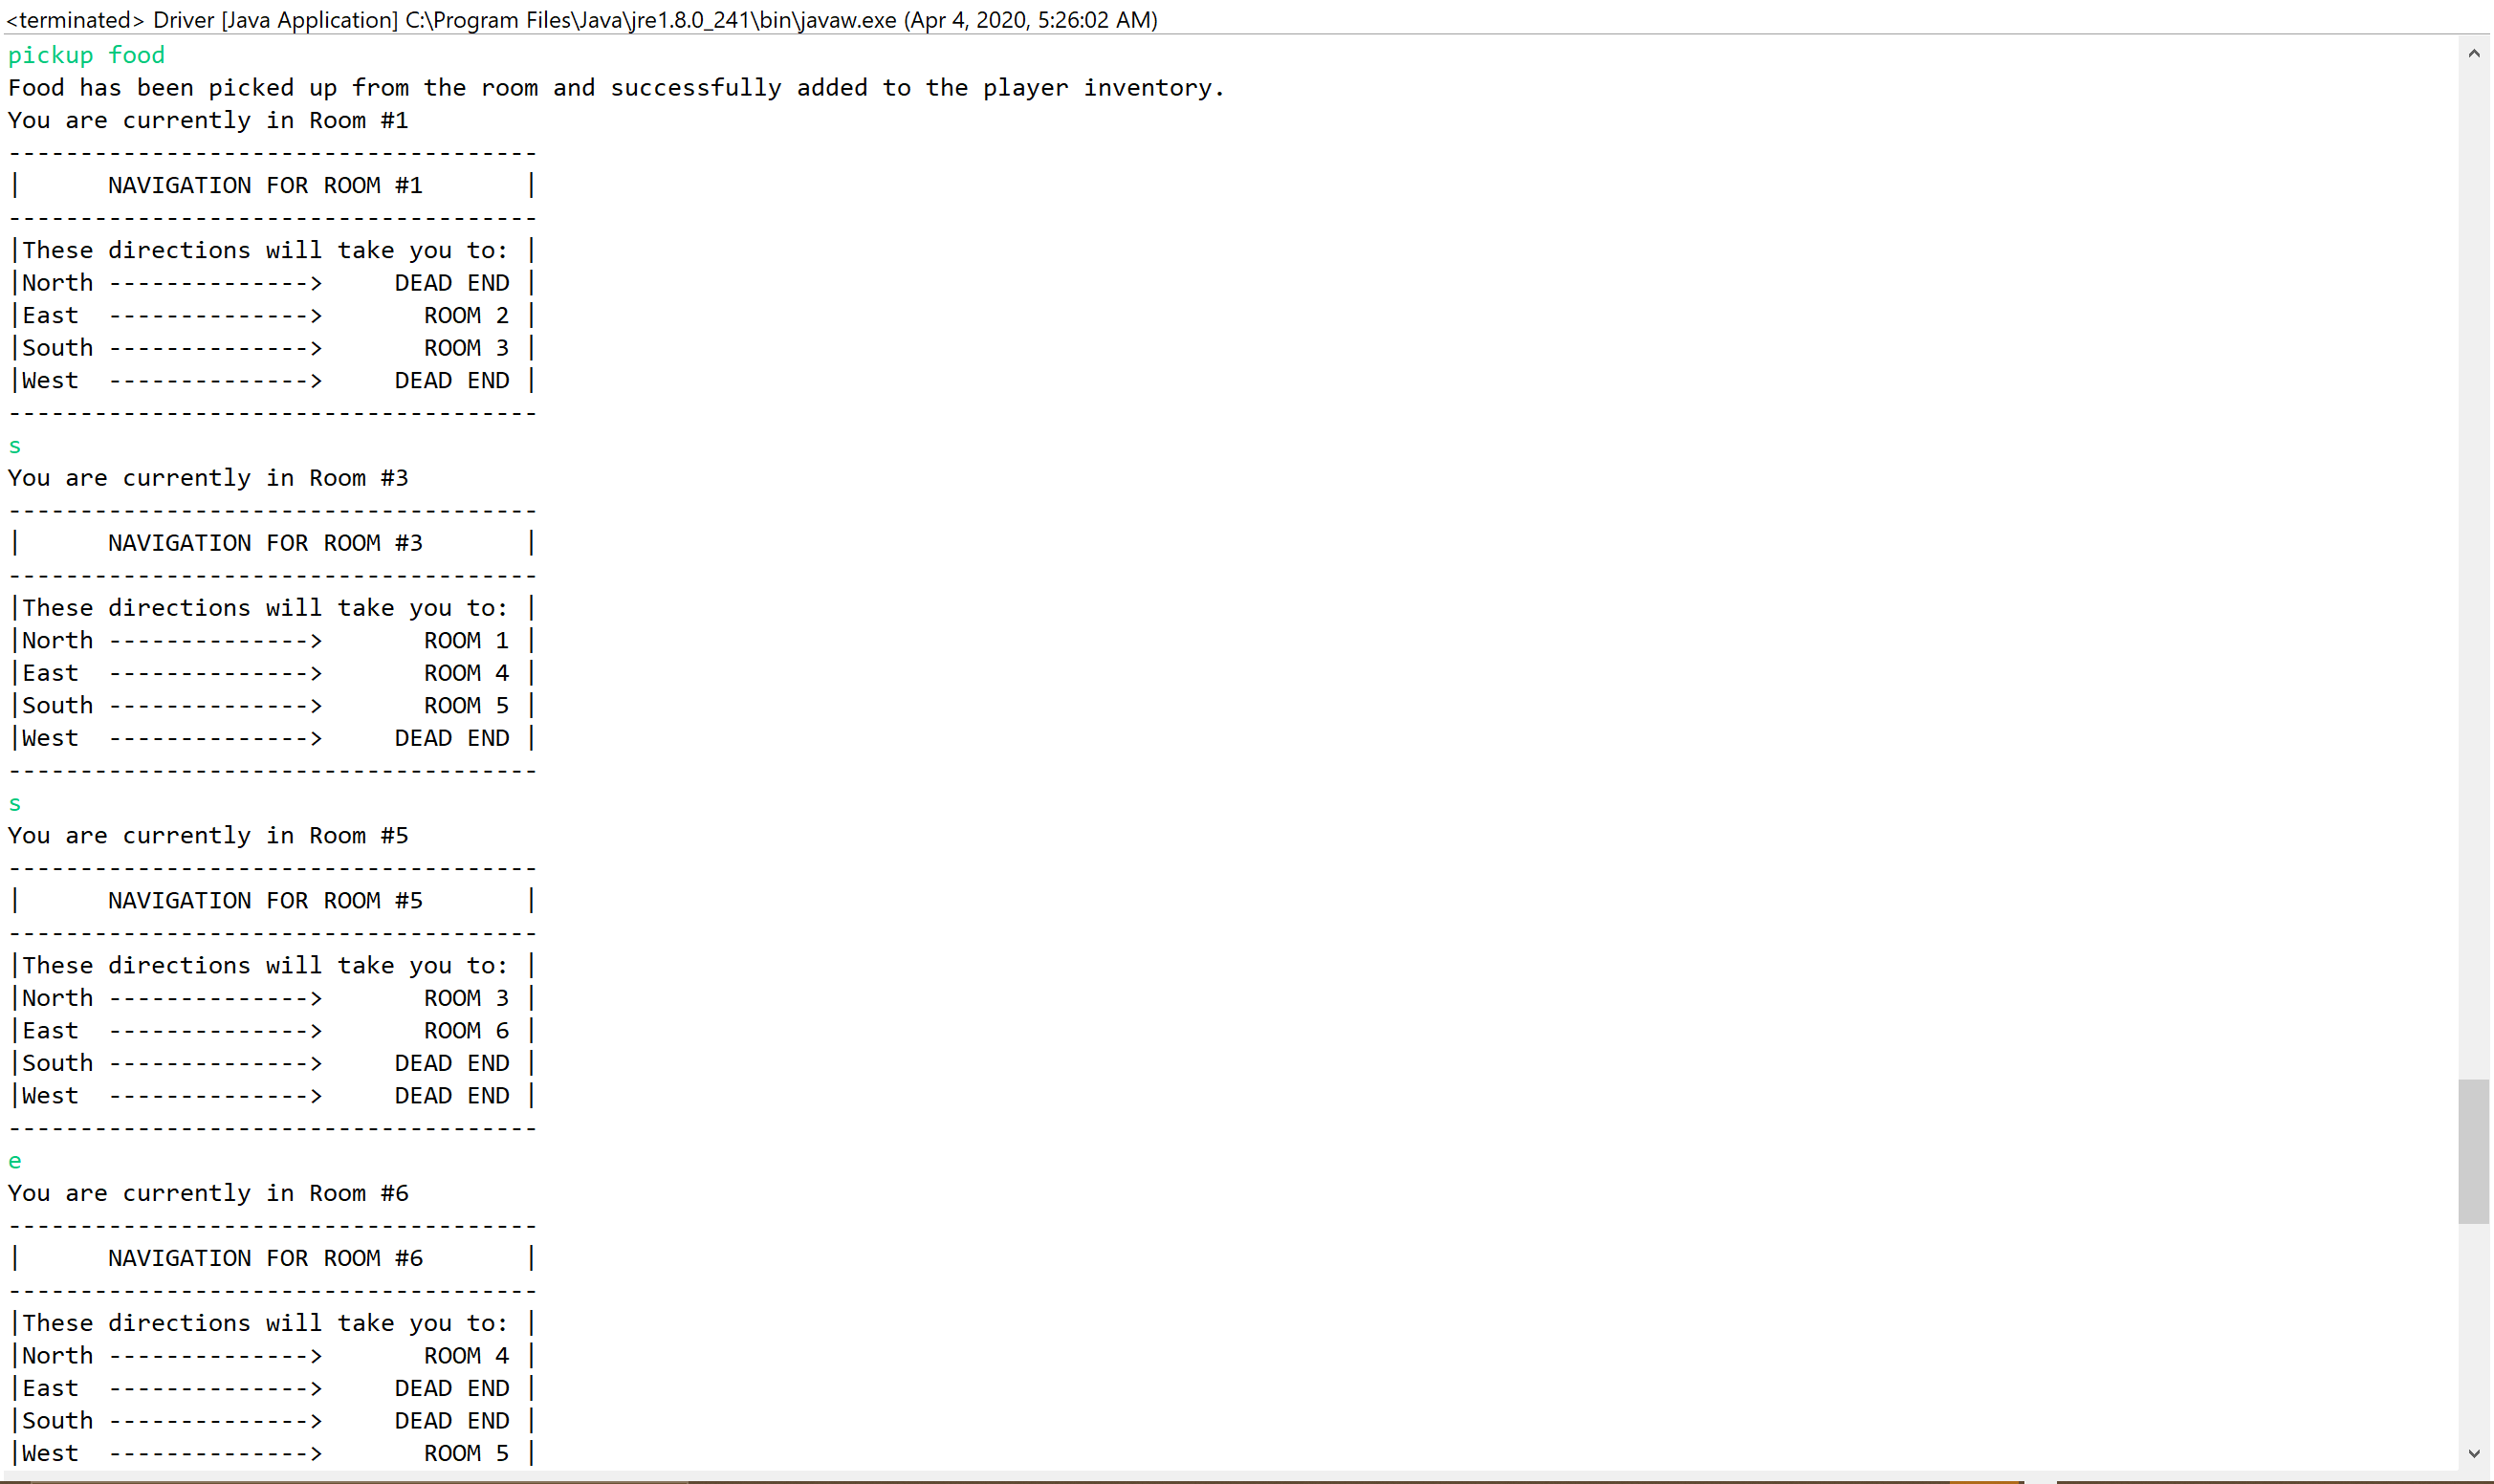 <terminated> Driver [Java Application] C:\Program Files\Java\jre1.8.0_241\bin\javaw.exe (Apr 4, 2020, 5:26:02 AM)
pickup food
Food has been picked up from the room and successfully added to the player inventory.
You are currently in Room #1
-------------------------------------
|      NAVIGATION FOR ROOM #1       |
-------------------------------------
|These directions will take you to: |
|North -------------->     DEAD END |
|East  -------------->       ROOM 2 |
|South -------------->       ROOM 3 |
|West  -------------->     DEAD END |
-------------------------------------
s
You are currently in Room #3
-------------------------------------
|      NAVIGATION FOR ROOM #3       |
-------------------------------------
|These directions will take you to: |
|North -------------->       ROOM 1 |
|East  -------------->       ROOM 4 |
|South -------------->       ROOM 5 |
|West  -------------->     DEAD END |
-------------------------------------
s
You are currently in Room #5
-------------------------------------
|      NAVIGATION FOR ROOM #5       |
-------------------------------------
|These directions will take you to: |
|North -------------->       ROOM 3 |
|East  -------------->       ROOM 6 |
|South -------------->     DEAD END |
|West  -------------->     DEAD END |
-------------------------------------
e
You are currently in Room #6
-------------------------------------
|      NAVIGATION FOR ROOM #6       |
-------------------------------------
|These directions will take you to: |
|North -------------->       ROOM 4 |
|East  -------------->     DEAD END |
|South -------------->     DEAD END |
|West  -------------->       ROOM 5 |